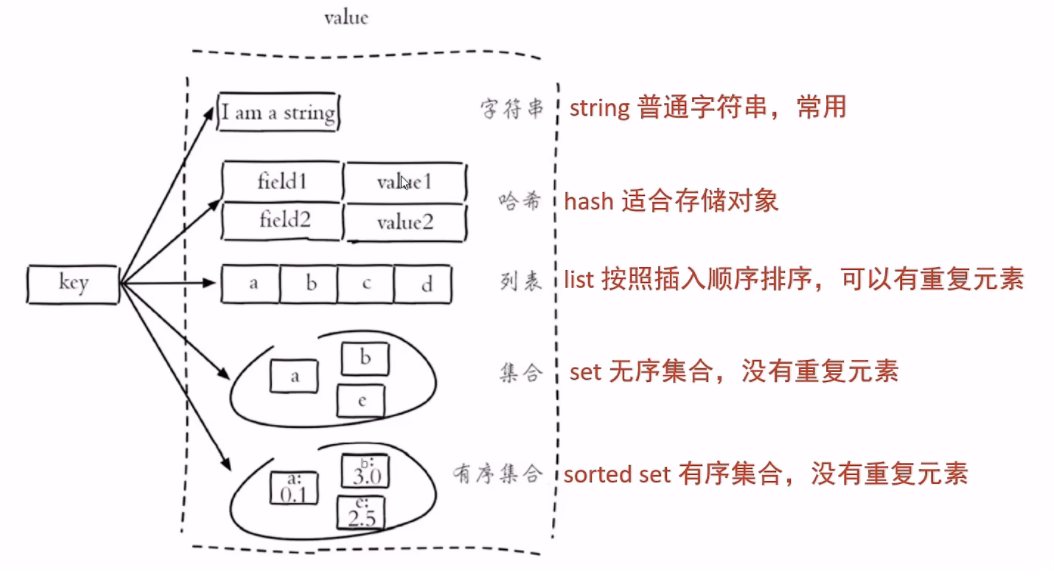 value
I am a string
字符串
string 普通字符串，常用
field1
value1
field2
value2
哈希
hash 适合存储对象
key
a
b
c
d
列表
list 按照插入顺序排序，可以有重复元素
a
b
e
集合
set 无序集合，没有重复元素
a:
0.1
b:
3.0
e:
2.5
有序集合
sorted set 有序集合，没有重复元素